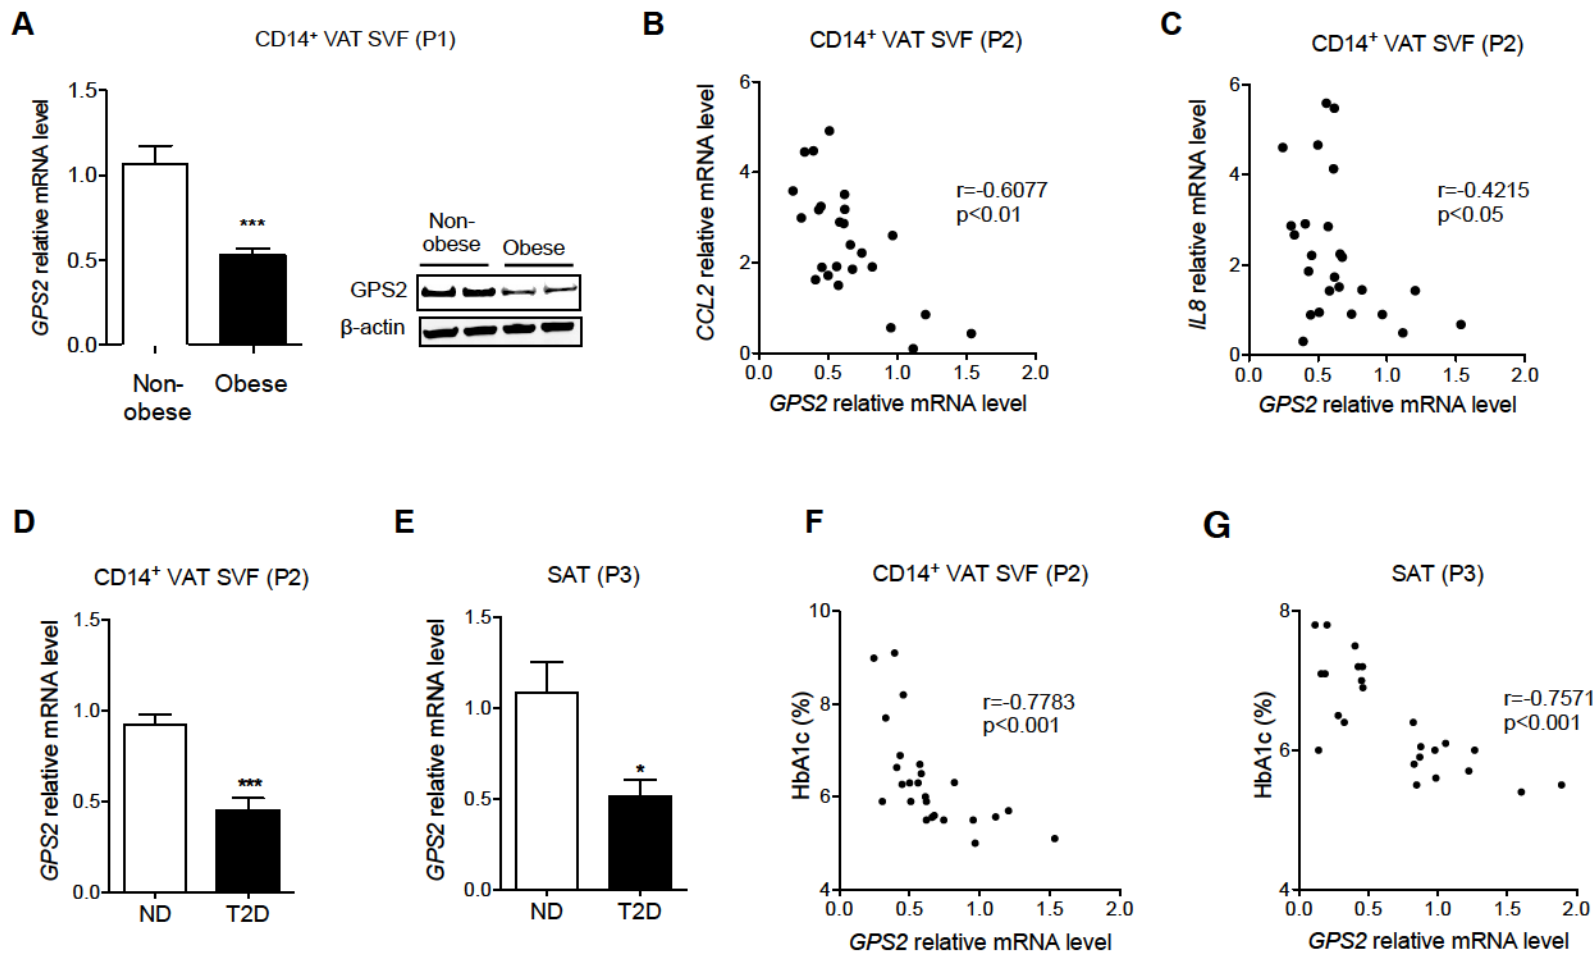 A
CD14+ VAT SVF (P1)
GPS2 relative mRNA level
1.5
1.0
0.5
0.0
***
Non-
obese
Obese
Non-
obese
Obese
GPS2
β-actin
B
CD14+ VAT SVF (P2)
CCL2 relative mRNA level
6
4
2
0
r=-0.6077
p<0.01
0.0
0.5
1.0
1.5
2.0
GPS2 relative mRNA level
C
CD14+ VAT SVF (P2)
IL8 relative mRNA level
6
4
2
0
r=-0.4215
p<0.05
0.0
0.5
1.0
1.5
2.0
GPS2 relative mRNA level
D
CD14+ VAT SVF (P2)
GPS2 relative mRNA level
1.5
1.0
0.5
0.0
***
ND
T2D
E
SAT (P3)
GPS2 relative mRNA level
1.5
1.0
0.5
0.0
*
ND
T2D
F
CD14+ VAT SVF (P2)
HbA1c (%)
10
8
6
4
r=-0.7783
p<0.001
0.0
0.5
1.0
1.5
2.0
GPS2 relative mRNA level
G
SAT (P3)
HbA1c (%)
8
6
4
r=-0.7571
p<0.001
0.0
0.5
1.0
1.5
2.0
GPS2 relative mRNA level